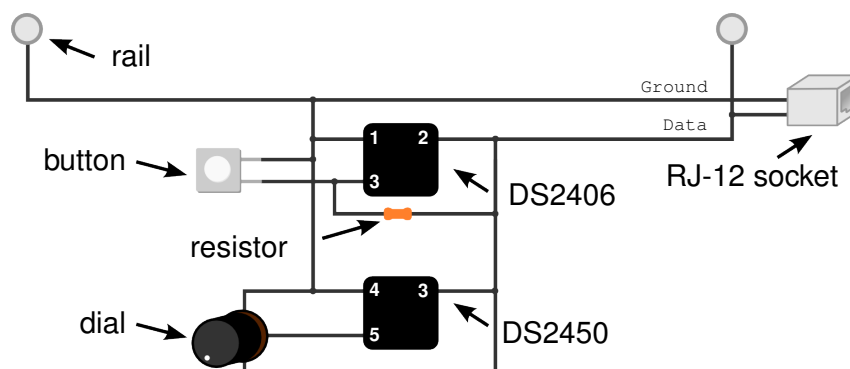 rail
Ground
button
1 2
Data
3
RJ-12 socket
DS2406
resistor
4 3
dial
5
DS2450